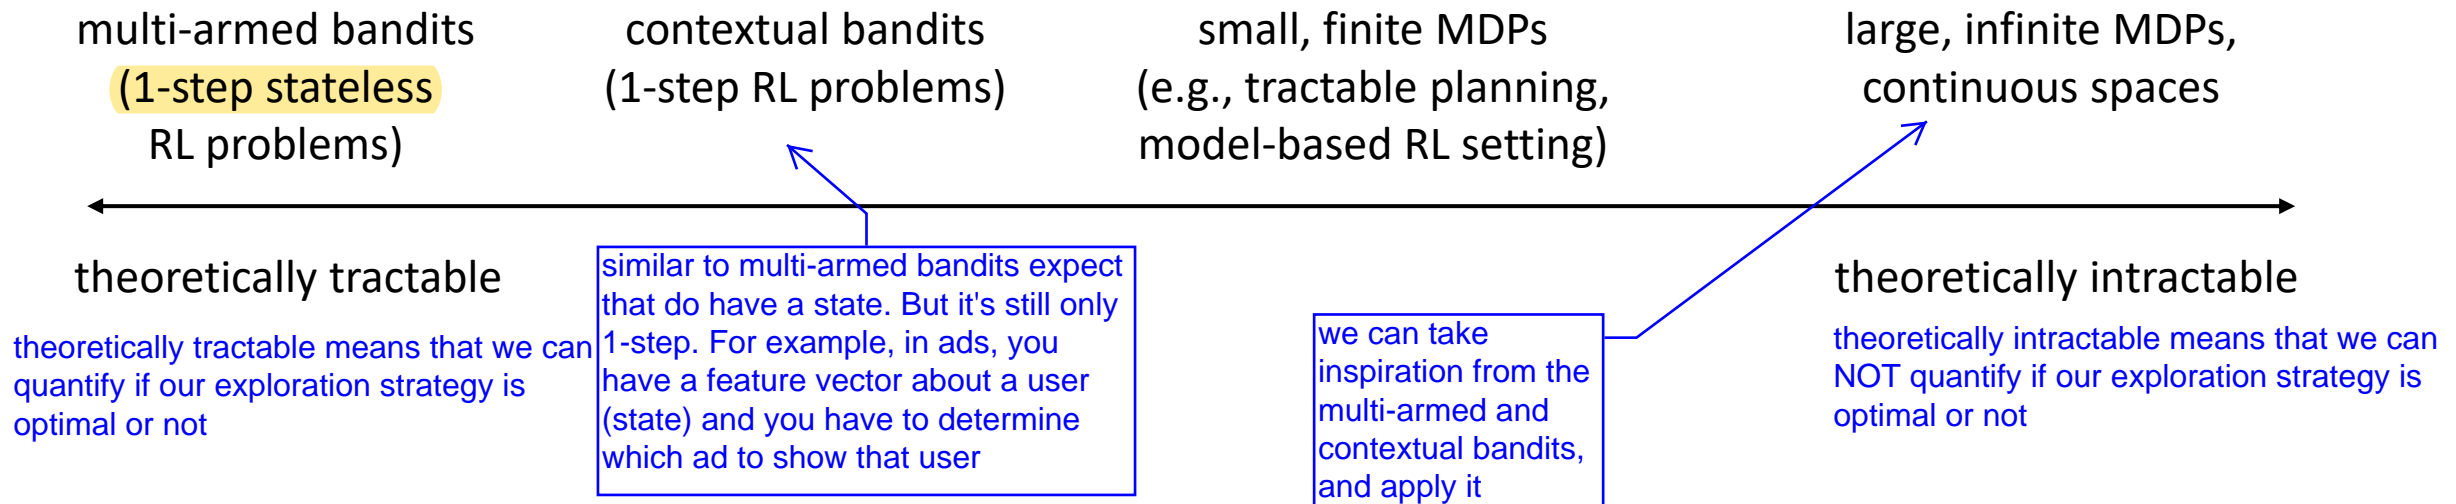 multi-armed bandits
(1-step stateless
RL problems)
contextual bandits
(1-step RL problems)
small, finite MDPs
(e.g., tractable planning,
model-based RL setting)
large, infinite MDPs,
continuous spaces
theoretically tractable
theoretically tractable means that we can
quantify if our exploration strategy is
optimal or not
similar to multi-armed bandits expect
that do have a state. But it's still only
1-step. For example, in ads, you
have a feature vector about a user
(state) and you have to determine
which ad to show that user
we can take
inspiration from the
multi-armed and
contextual bandits,
and apply it
theoretically intractable
theoretically intractable means that we can
NOT quantify if our exploration strategy is
optimal or not